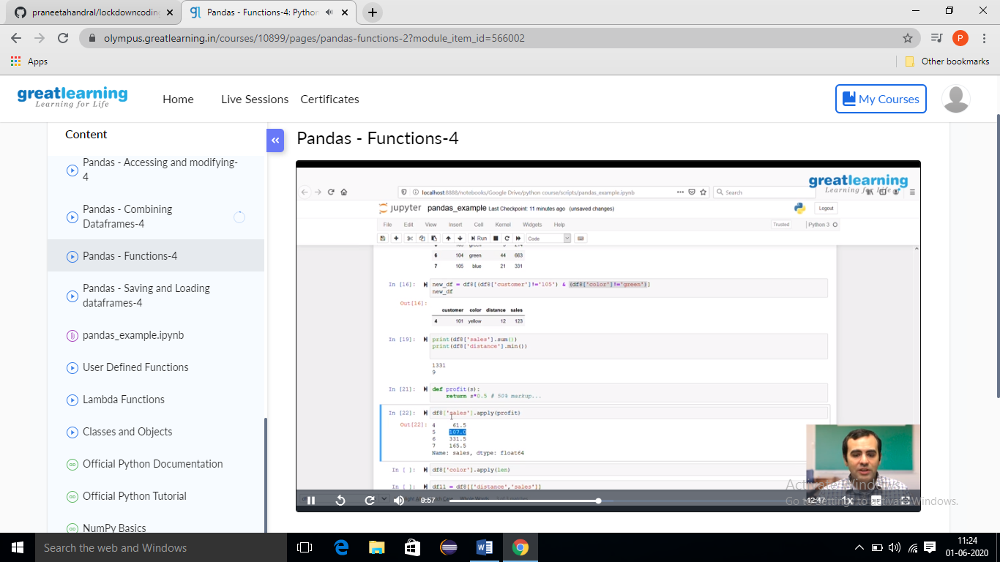 praneetahandral/lockdowncoding
Pandas - Functions-4: Python
olympus.greatlearning.in/courses/10899/pages/pandas-functions-2?module_item_id=566002
P
Apps
Other bookmarks
greatlearning
Learning for Life
Home
Live Sessions
Certificates
My Courses
Content
Pandas - Accessing and modifying-
4
Pandas - Combining
Dataframes-4
Pandas - Functions-4
Pandas - Saving and Loading
dataframes-4
pandas_example.ipynb
User Defined Functions
Lambda Functions
Classes and Objects
Official Python Documentation
Official Python Tutorial
NumPy Basics
Pandas - Functions-4
greatlearning
Learning for Life
localhost:8888/notebooks/Google Drive/python course/scripts/pandas_example.ipynb
Search
jupyter pandas_example Last Checkpoint: 11 minutes ago (unsaved changes)
Logout
File Edit View Insert Cell Kernel Widgets Help
Trusted
Python 3
Run
Code
6 104 green 44 663
7 105 blue 21 331
In [16]: new_df = df8[(df8['customer']!='105') & (df8['color']!='green')]
new_df
Out[16]:
customer color distance sales
4 101 yellow 12 123
In [19]: print(df8['sales'].sum())
print(df8['distance'].min())
1331
9
In [21]: def profit(s):
return s*0.5 # 50% markup...
In [22]: df8['sales'].apply(profit)
Out[22]: 4 61.5
5 107.0
6 331.5
7 165.5
Name: sales, dtype: float64
In [ ]: df8['color'].apply(len)
In [ ]: df11 = df8[['distance','sales']]
9:57
-12:47
1x
Activate Windows
Go to Settings to activate Windows.
Search the web and Windows
11:24
01-06-2020